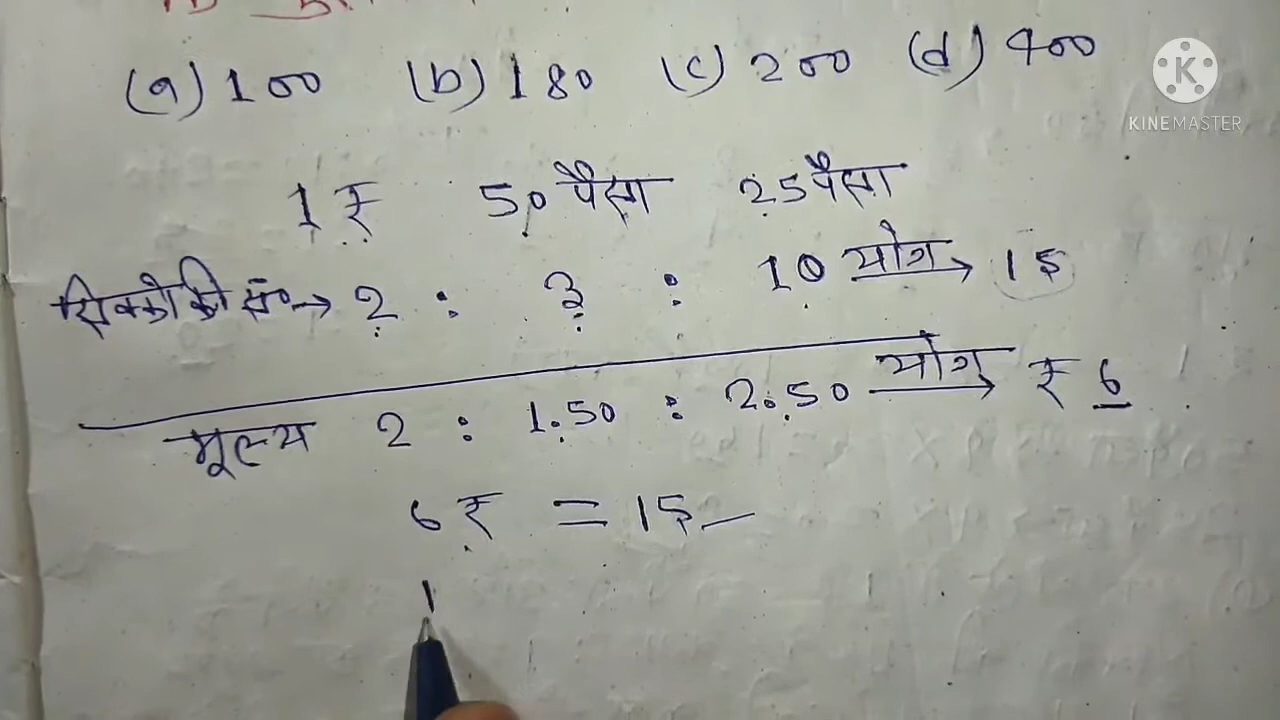 (a) 100 (b) 180 (c) 200 (d) 400
KINEMASTER
1 ₹ 50 पैसा 25 पैसा
सिक्को की सं० → 2 : 3 : 10 योग → 15
मूल्य 2 : 1.50 : 2.50 योग → ₹ 6
6 ₹ = 15
1